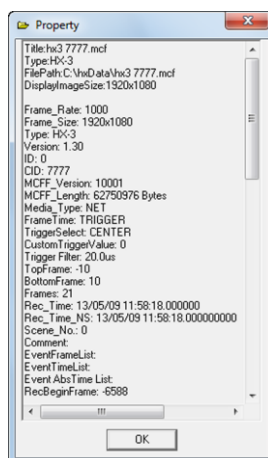 Property
Title:hx3 7777.mcf
Type:HX-3
FilePath:C:\hxData\hx3 7777.mcf
DisplayImageSize:1920x1080
Frame_Rate: 1000
Frame_Size: 1920x1080
Type: HX-3
Version: 1.30
ID: 0
CID: 7777
MCFF_Version: 10001
MCFF_Length: 62750976 Bytes
Media_Type: NET
FrameTime: TRIGGER
TriggerSelect: CENTER
CustomTriggerValue: 0
Trigger Filter: 20.0us
TopFrame: -10
BottomFrame: 10
Frames: 21
Rec_Time: 13/05/09 11:58:18.000000
Rec_Time_NS: 13/05/09 11:58:18.000000000
Scene_No.: 0
Comment:
EventFrameList:
EventTimeList:
Event AbsTime List:
RecBeginFrame: -6588
OK